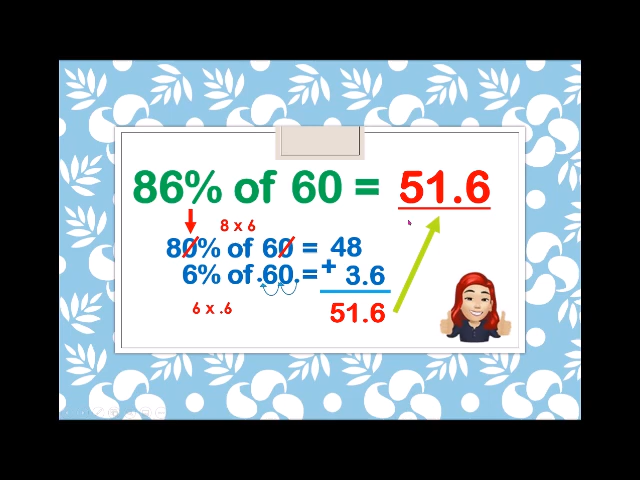 86% of 60 = 51.6
8 x 6
80% of 60 = 48
6% of .60. = + 3.6
6 x .6
51.6